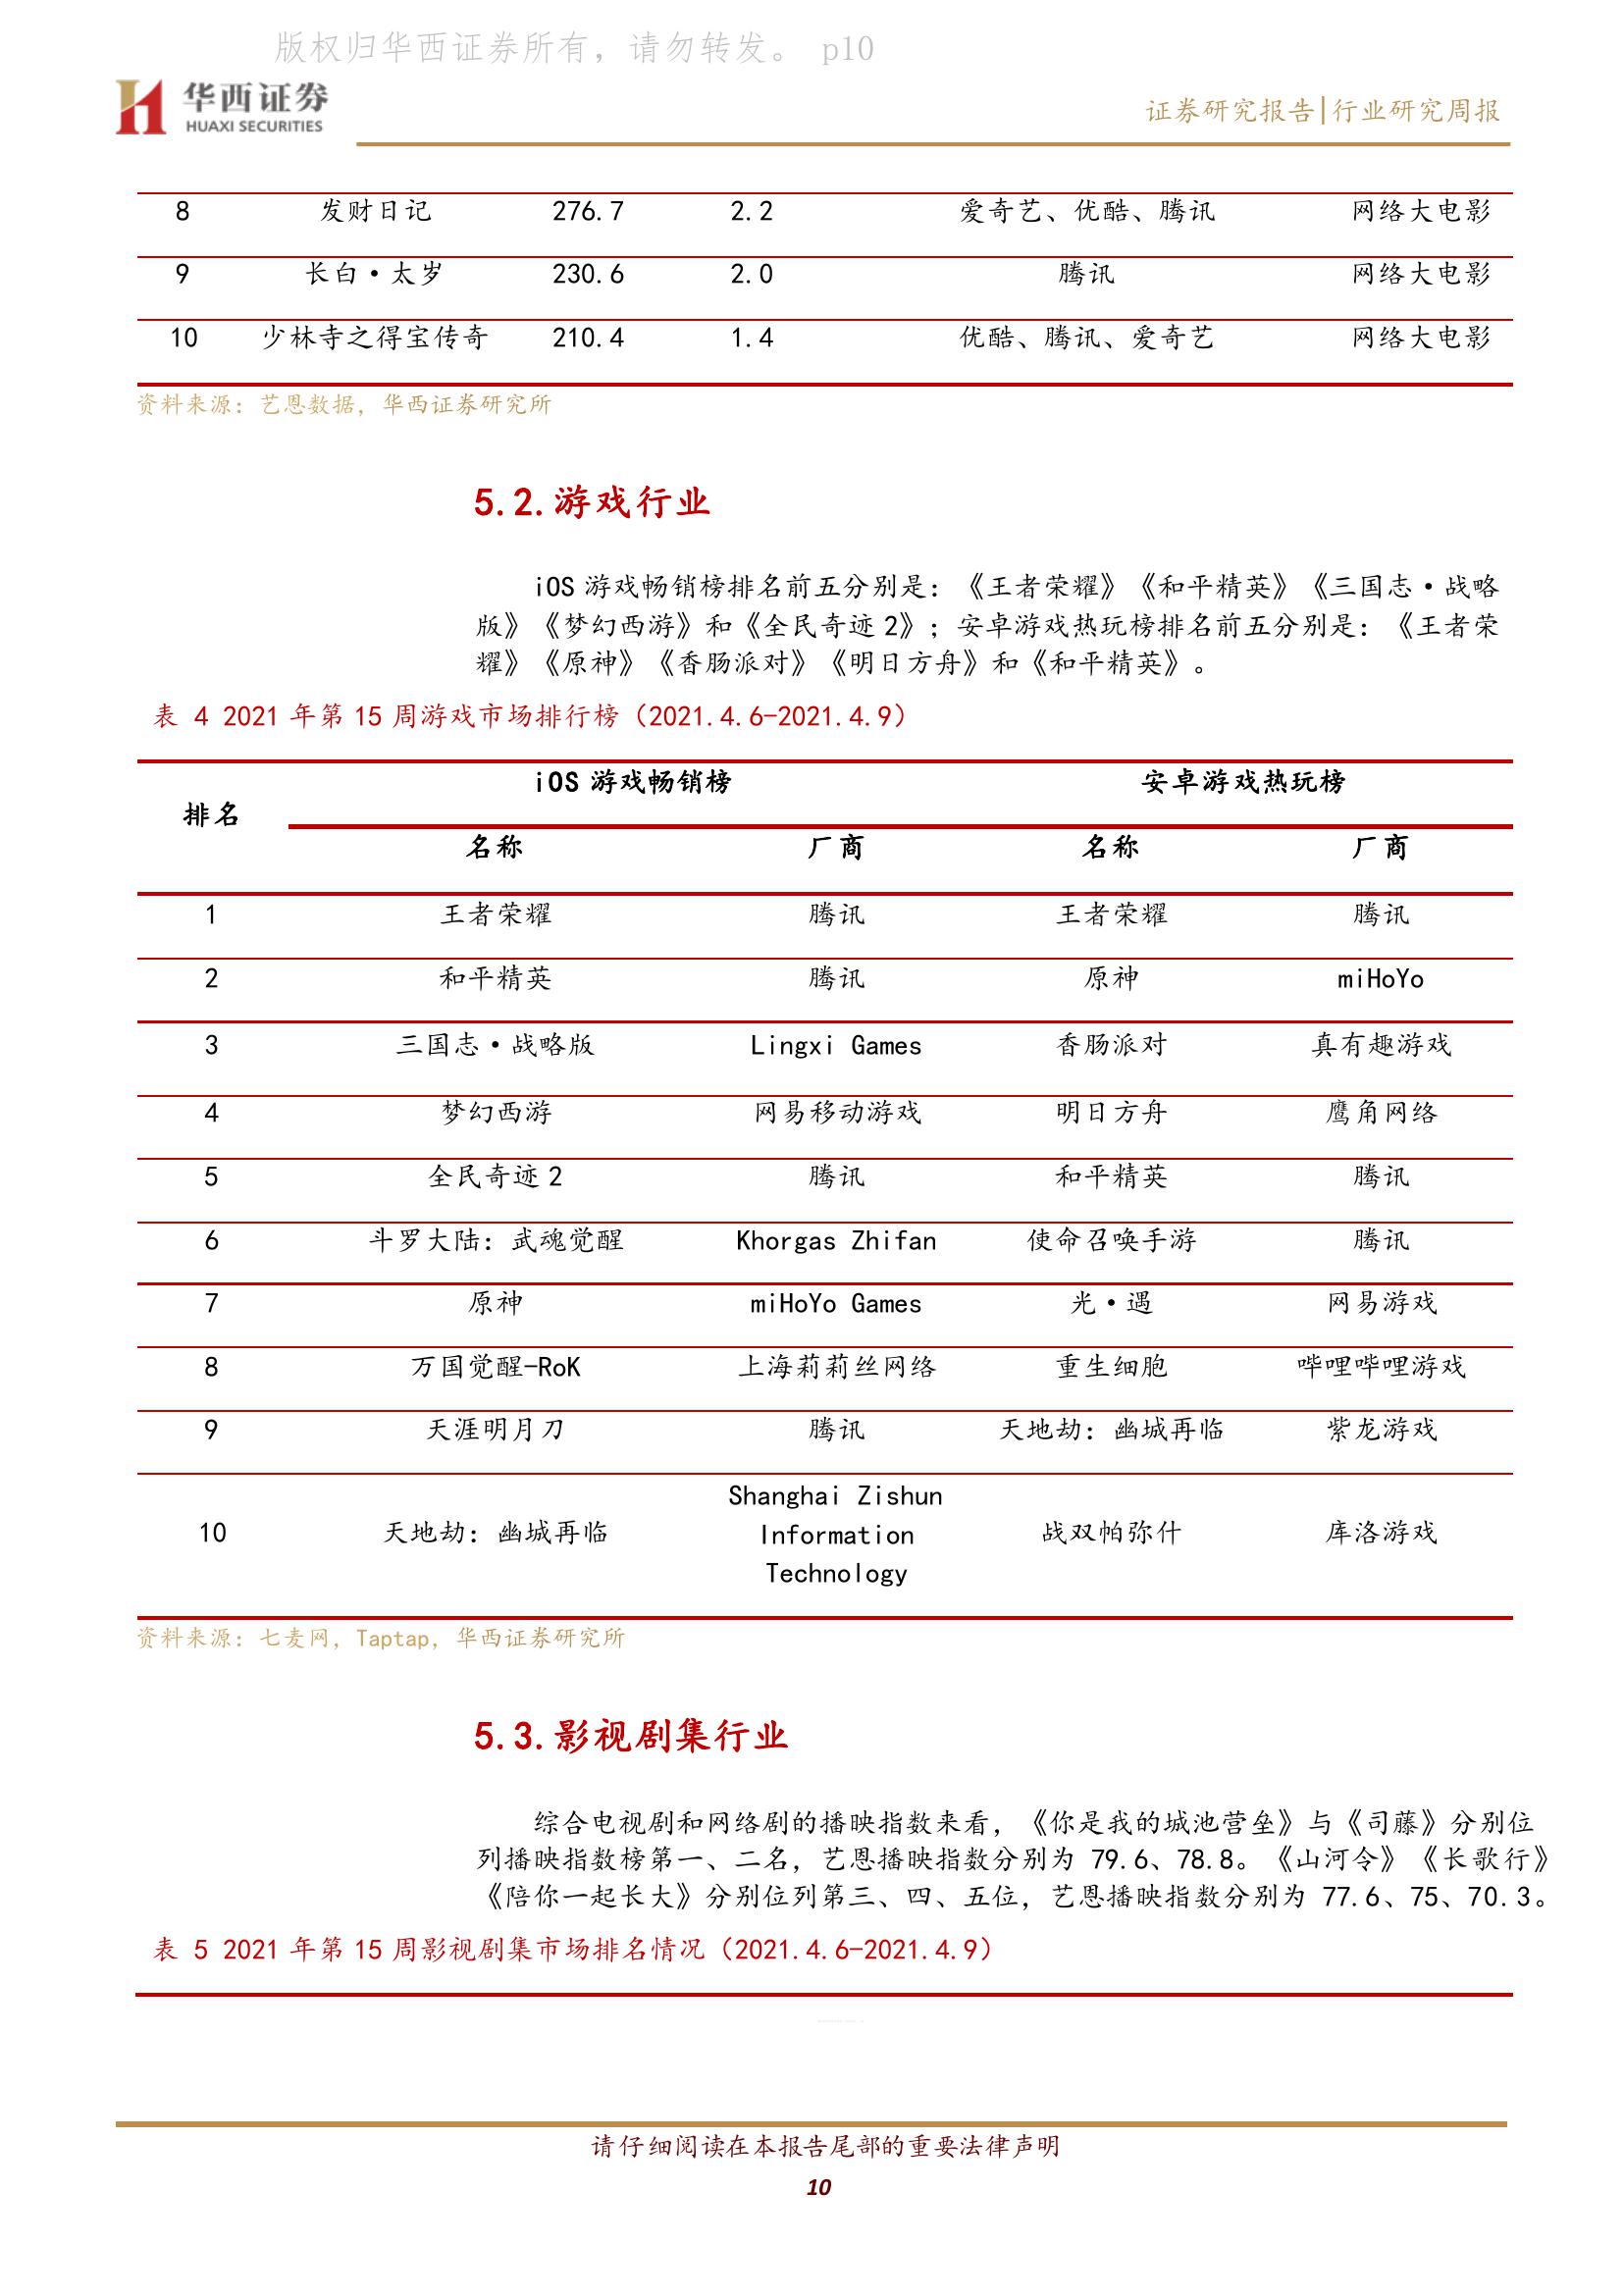 版权归华西证券所有，请勿转发。 p10
华西证券
HUAXI SECURITIES
证券研究报告|行业研究周报
8 发财日记 276.7 2.2 爱奇艺、优酷、腾讯 网络大电影
9 长白·太岁 230.6 2.0 腾讯 网络大电影
10 少林寺之得宝传奇 210.4 1.4 优酷、腾讯、爱奇艺 网络大电影
资料来源：艺恩数据，华西证券研究所
5.2.游戏行业
iOS 游戏畅销榜排名前五分别是：《王者荣耀》《和平精英》《三国志·战略
版》《梦幻西游》和《全民奇迹 2》；安卓游戏热玩榜排名前五分别是：《王者荣
耀》《原神》《香肠派对》《明日方舟》和《和平精英》。
表 4 2021 年第 15 周游戏市场排行榜（2021.4.6-2021.4.9）
iOS 游戏畅销榜 安卓游戏热玩榜
排名
名称 厂商 名称 厂商
1 王者荣耀 腾讯 王者荣耀 腾讯
2 和平精英 腾讯 原神 miHoYo
3 三国志·战略版 Lingxi Games 香肠派对 真有趣游戏
4 梦幻西游 网易移动游戏 明日方舟 鹰角网络
5 全民奇迹 2 腾讯 和平精英 腾讯
6 斗罗大陆：武魂觉醒 Khorgas Zhifan 使命召唤手游 腾讯
7 原神 miHoYo Games 光·遇 网易游戏
8 万国觉醒-RoK 上海莉莉丝网络 重生细胞 哔哩哔哩游戏
9 天涯明月刀 腾讯 天地劫：幽城再临 紫龙游戏
Shanghai Zishun
10 天地劫：幽城再临 Information 战双帕弥什 库洛游戏
Technology
资料来源：七麦网，Taptap，华西证券研究所
5.3.影视剧集行业
综合电视剧和网络剧的播映指数来看，《你是我的城池营垒》与《司藤》分别位
列播映指数榜第一、二名，艺恩播映指数分别为 79.6、78.8。《山河令》《长歌行》
《陪你一起长大》分别位列第三、四、五位，艺恩播映指数分别为 77.6、75、70.3。
表 5 2021 年第 15 周影视剧集市场排名情况（2021.4.6-2021.4.9）
请仔细阅读在本报告尾部的重要法律声明
10